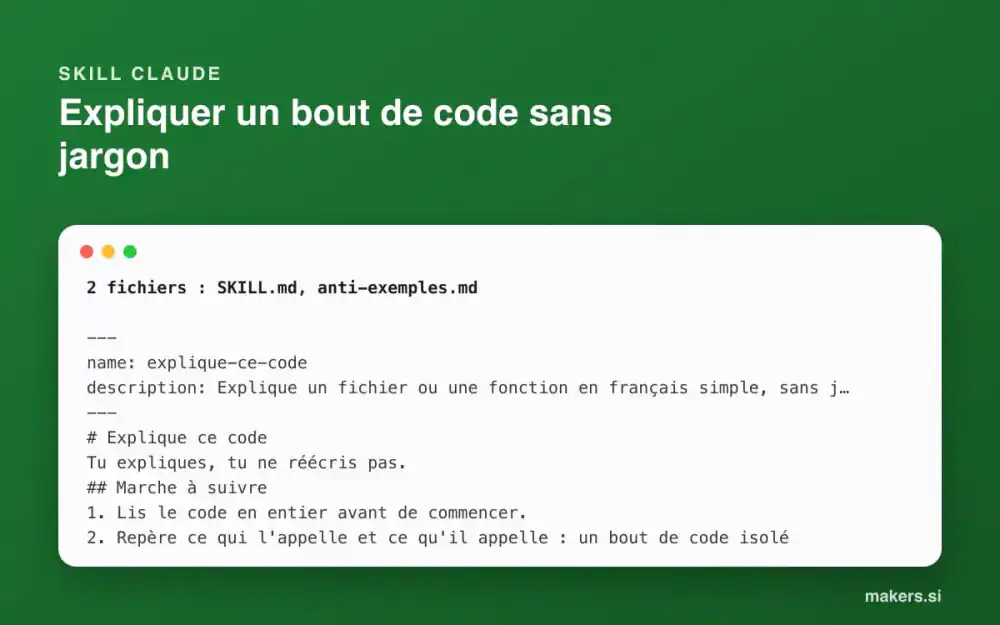 SKILL CLAUDE
Expliquer un bout de code sans
jargon
2 fichiers : SKILL.md, anti-exemples.md
---
name: explique-ce-code
description: Explique un fichier ou une fonction en français simple, sans j…
---
# Explique ce code
Tu expliques, tu ne réécris pas.
## Marche à suivre
1. Lis le code en entier avant de commencer.
2. Repère ce qui l'appelle et ce qu'il appelle : un bout de code isolé
makers.si